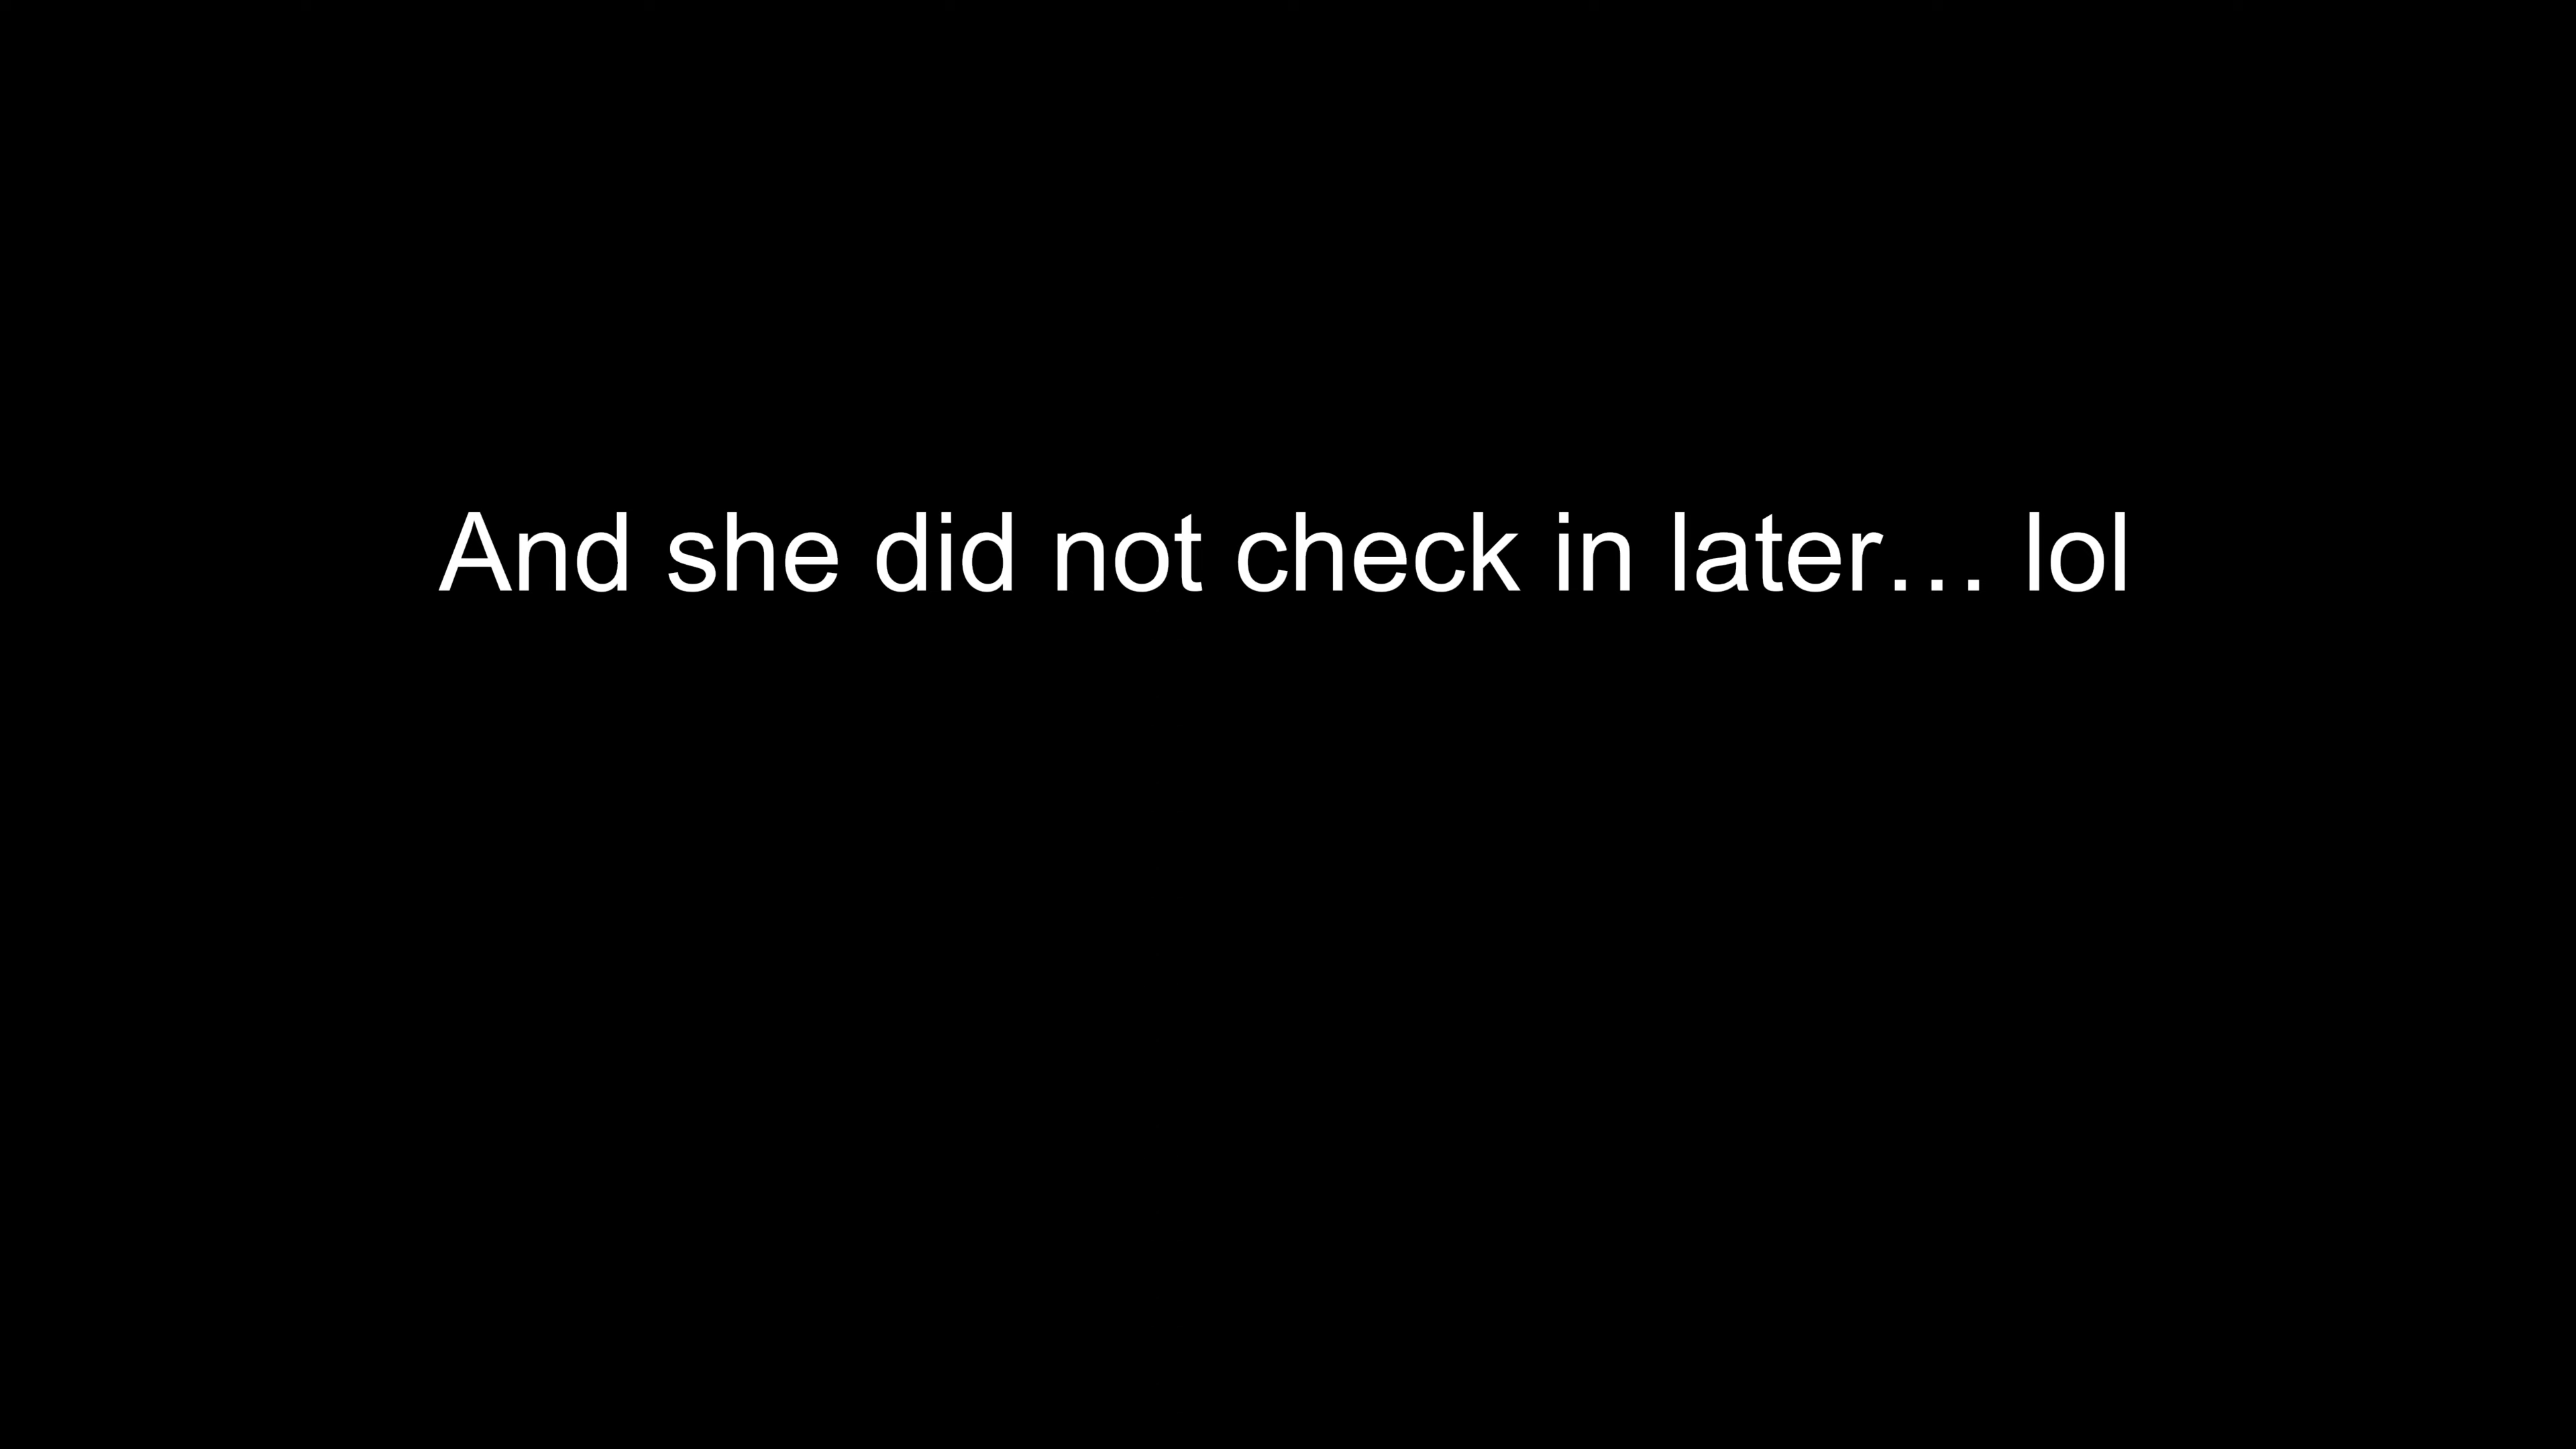 And she did not check in later… lol